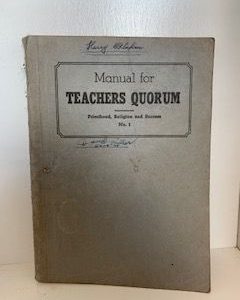 Harry
Manual for
TEACHERS QUORUM
Priesthood, Religion and Success
No. 1